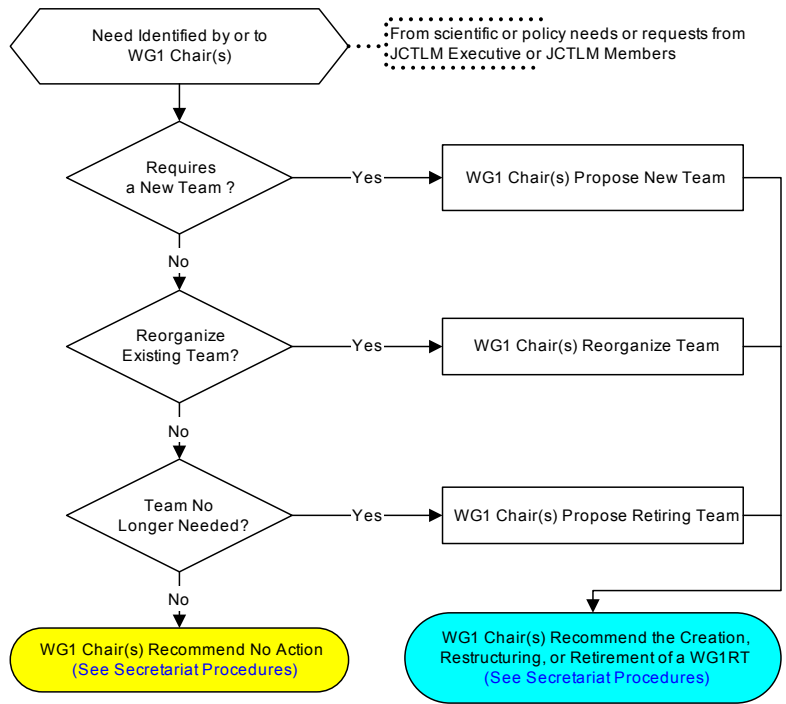 Need Identified by or to
WG1 Chair(s)
From scientific or policy needs or requests from
JCTLM Executive or JCTLM Members
Requires
a New Team ?
Yes
WG1 Chair(s) Propose New Team
No
Reorganize
Existing Team?
Yes
WG1 Chair(s) Reorganize Team
No
Team No
Longer Needed?
Yes
WG1 Chair(s) Propose Retiring Team
No
WG1 Chair(s) Recommend No Action
(See Secretariat Procedures)
WG1 Chair(s) Recommend the Creation,
Restructuring, or Retirement of a WG1RT
(See Secretariat Procedures)